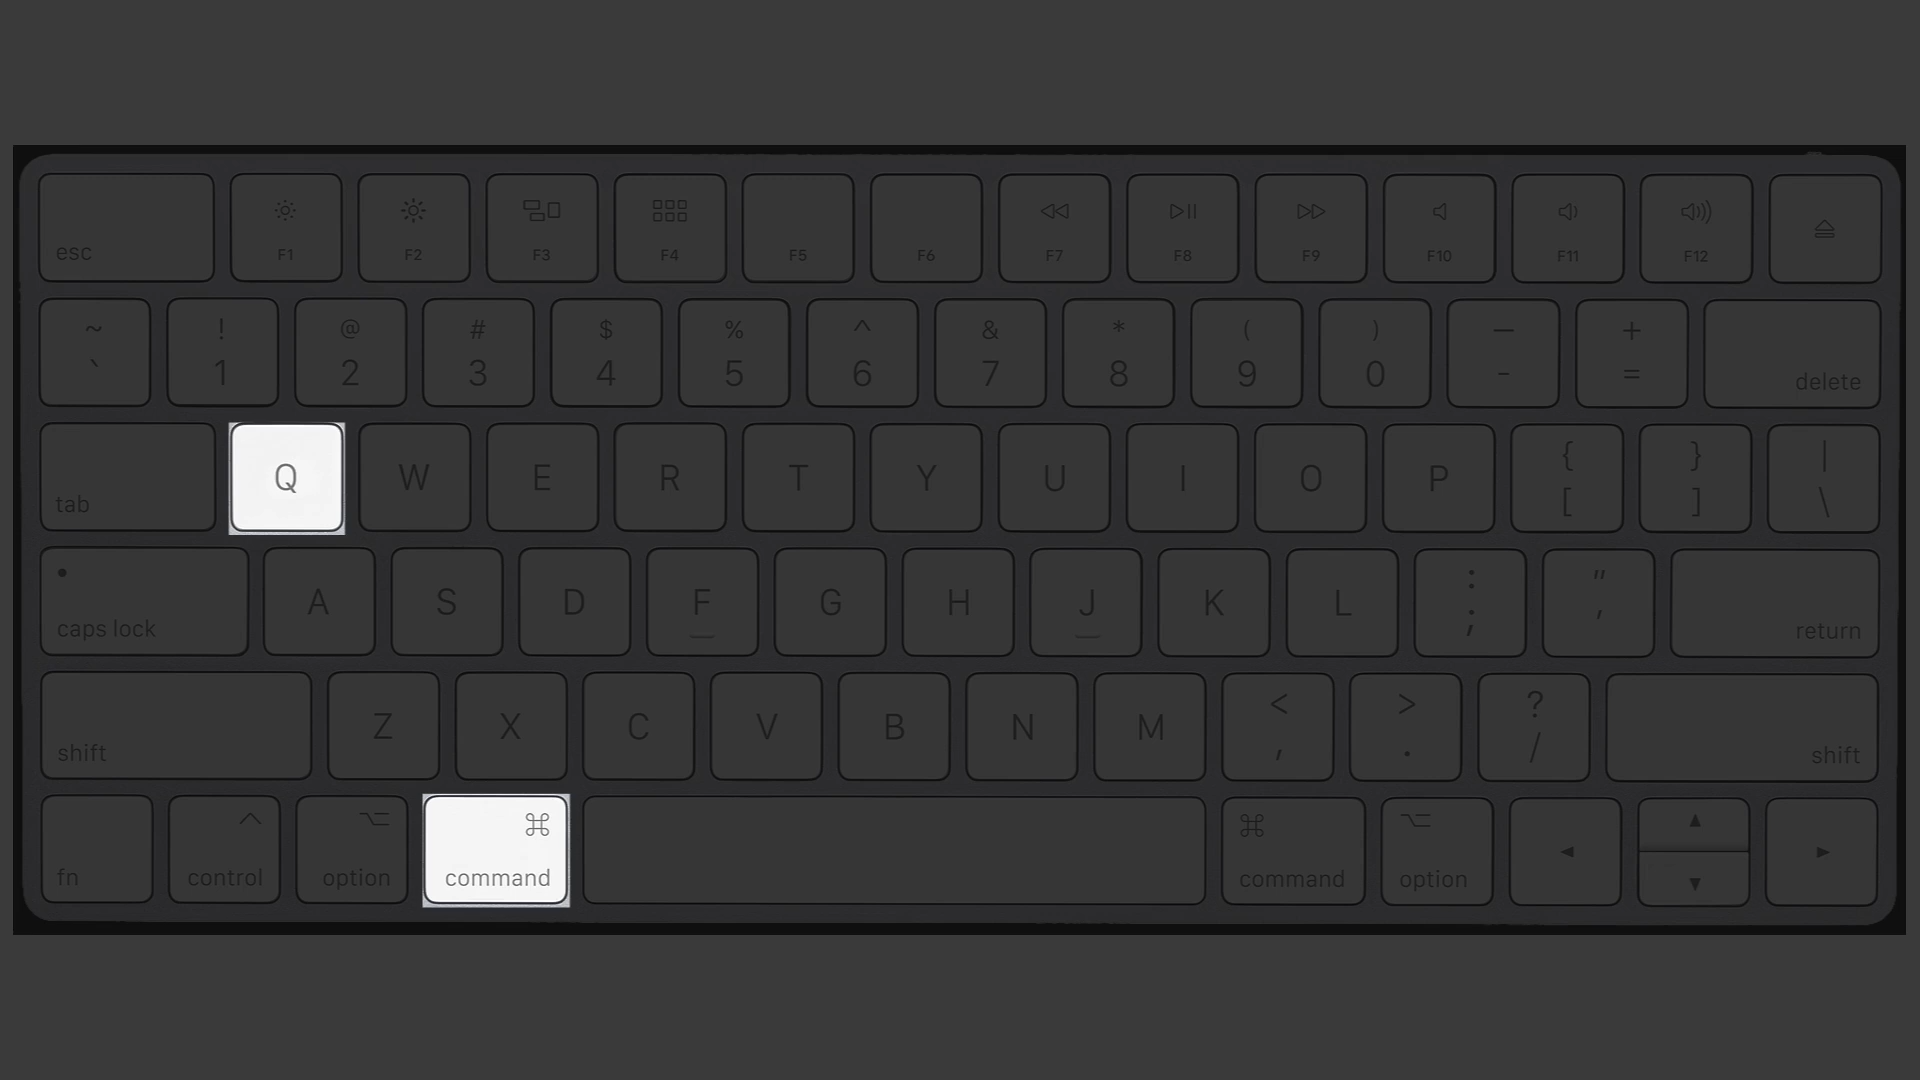 esc F1 F2 F3 F4 F5 F6 F7 F8 F9 F10 F11 F12
~ ! @ # $ % ^ & * ( ) — +
` 1 2 3 4 5 6 7 8 9 0 - = delete
tab Q W E R T Y U I O P { [ } ] | \
caps lock A S D F G H J K L : ; " ' return
shift Z X C V B N M < , > . ? / shift
fn ^ control ⌥ option ⌘ command ⌘ command ⌥ option ◀ ▲ ▼ ▶